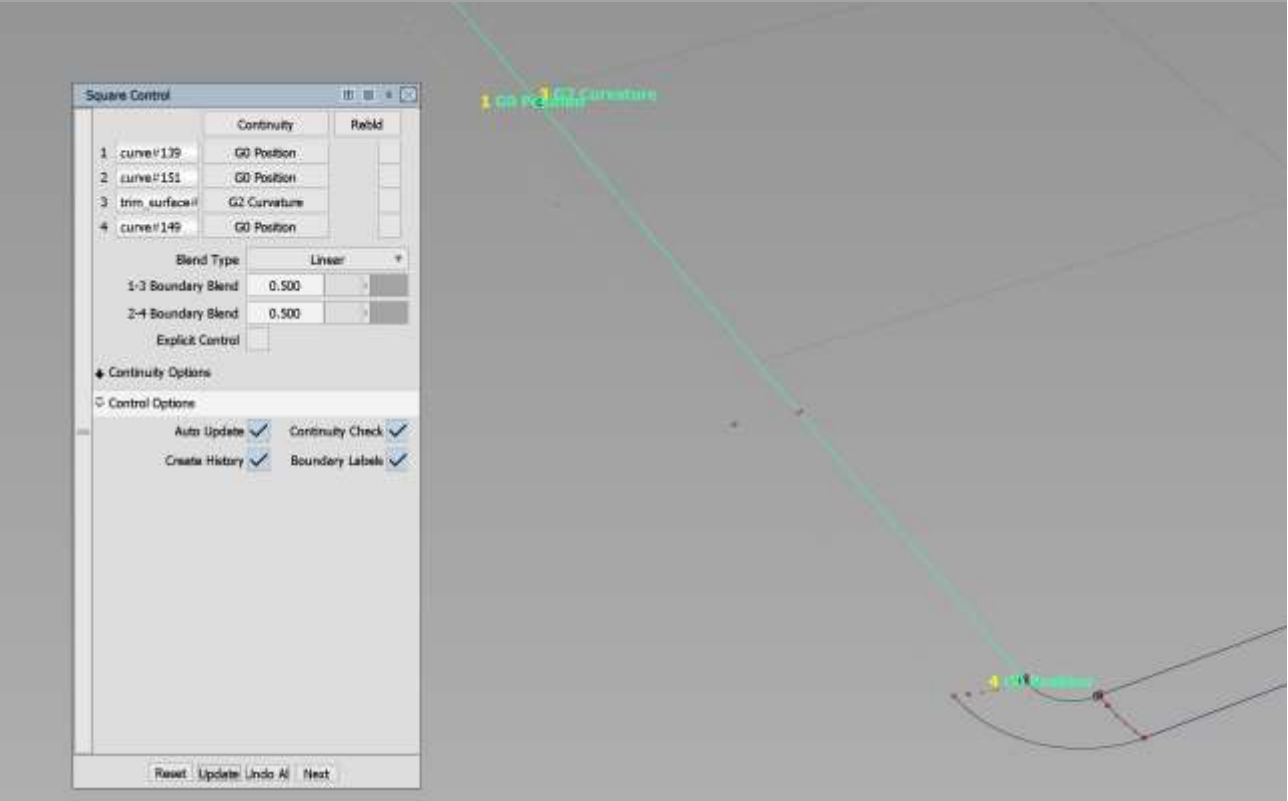 Square Control
Continuity Rebld
1 curve#139 G0 Position
2 curve#151 G0 Position
3 trim_surface# G2 Curvature
4 curve#149 G0 Position
Blend Type Linear
1-3 Boundary Blend 0.500
2-4 Boundary Blend 0.500
Explicit Control
Continuity Options
Control Options
Auto Update Continuity Check
Create History Boundary Labels
Reset Update Undo Al Next
1 G0 Position 3 G2 Curvature
4 G0 Position